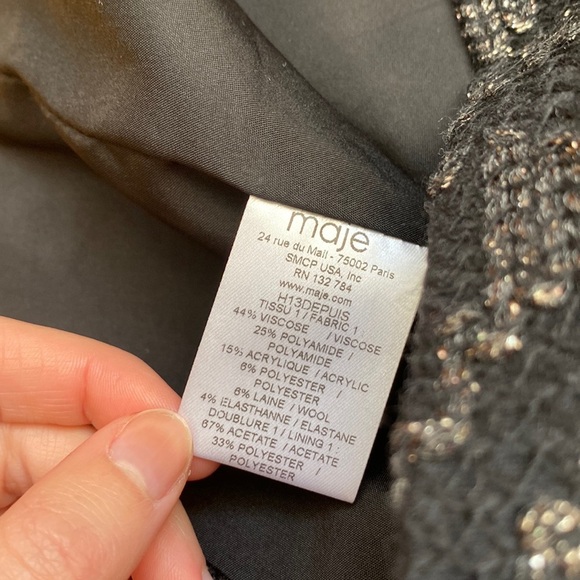 maje
24 rue du Mail - 75002 Paris
SMCP USA, Inc
RN 132 784
www.maje.com
H13DEPUIS
TISSU 1 / FABRIC 1
44% VISCOSE / VISCOSE
25% POLYAMIDE /
POLYAMIDE
15% ACRYLIQUE / ACRYLIC
6% POLYESTER /
POLYESTER
6% LAINE / WOOL
4% ELASTHANNE / ELASTANE
DOUBLURE 1 / LINING 1 :
67% ACETATE / ACETATE
33% POLYESTER /
POLYESTER